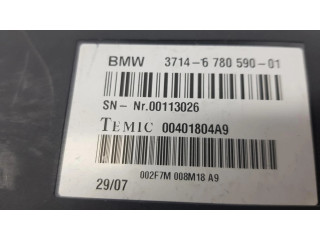 BMW 3714-6 780 590-01
SN- Nr.00113026
TEMIC 00401804A9
002F7M 008M18 A9
29/07